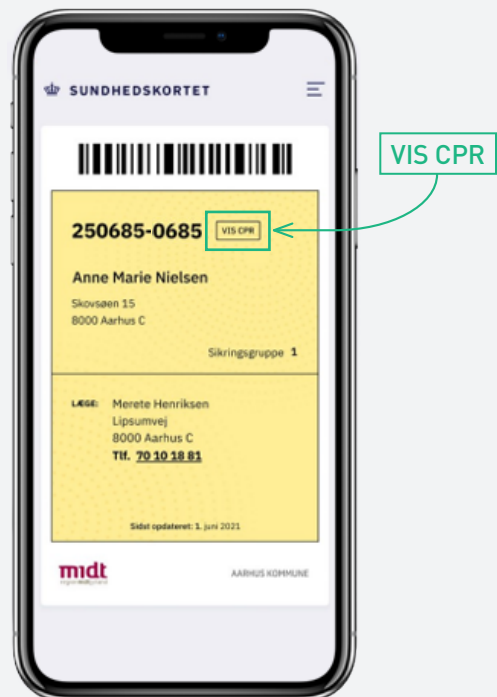 SUNDHEDSKORTET
VIS CPR
250685-0685 VIS CPR
Anne Marie Nielsen
Skovsøen 15
8000 Aarhus C
Sikringsgruppe 1
LÆGE: Merete Henriksen
Lipsumvej
8000 Aarhus C
Tlf. 70 10 18 81
Sidst opdateret: 1. juni 2021
midt
regionmidtjylland
AARHUS KOMMUNE